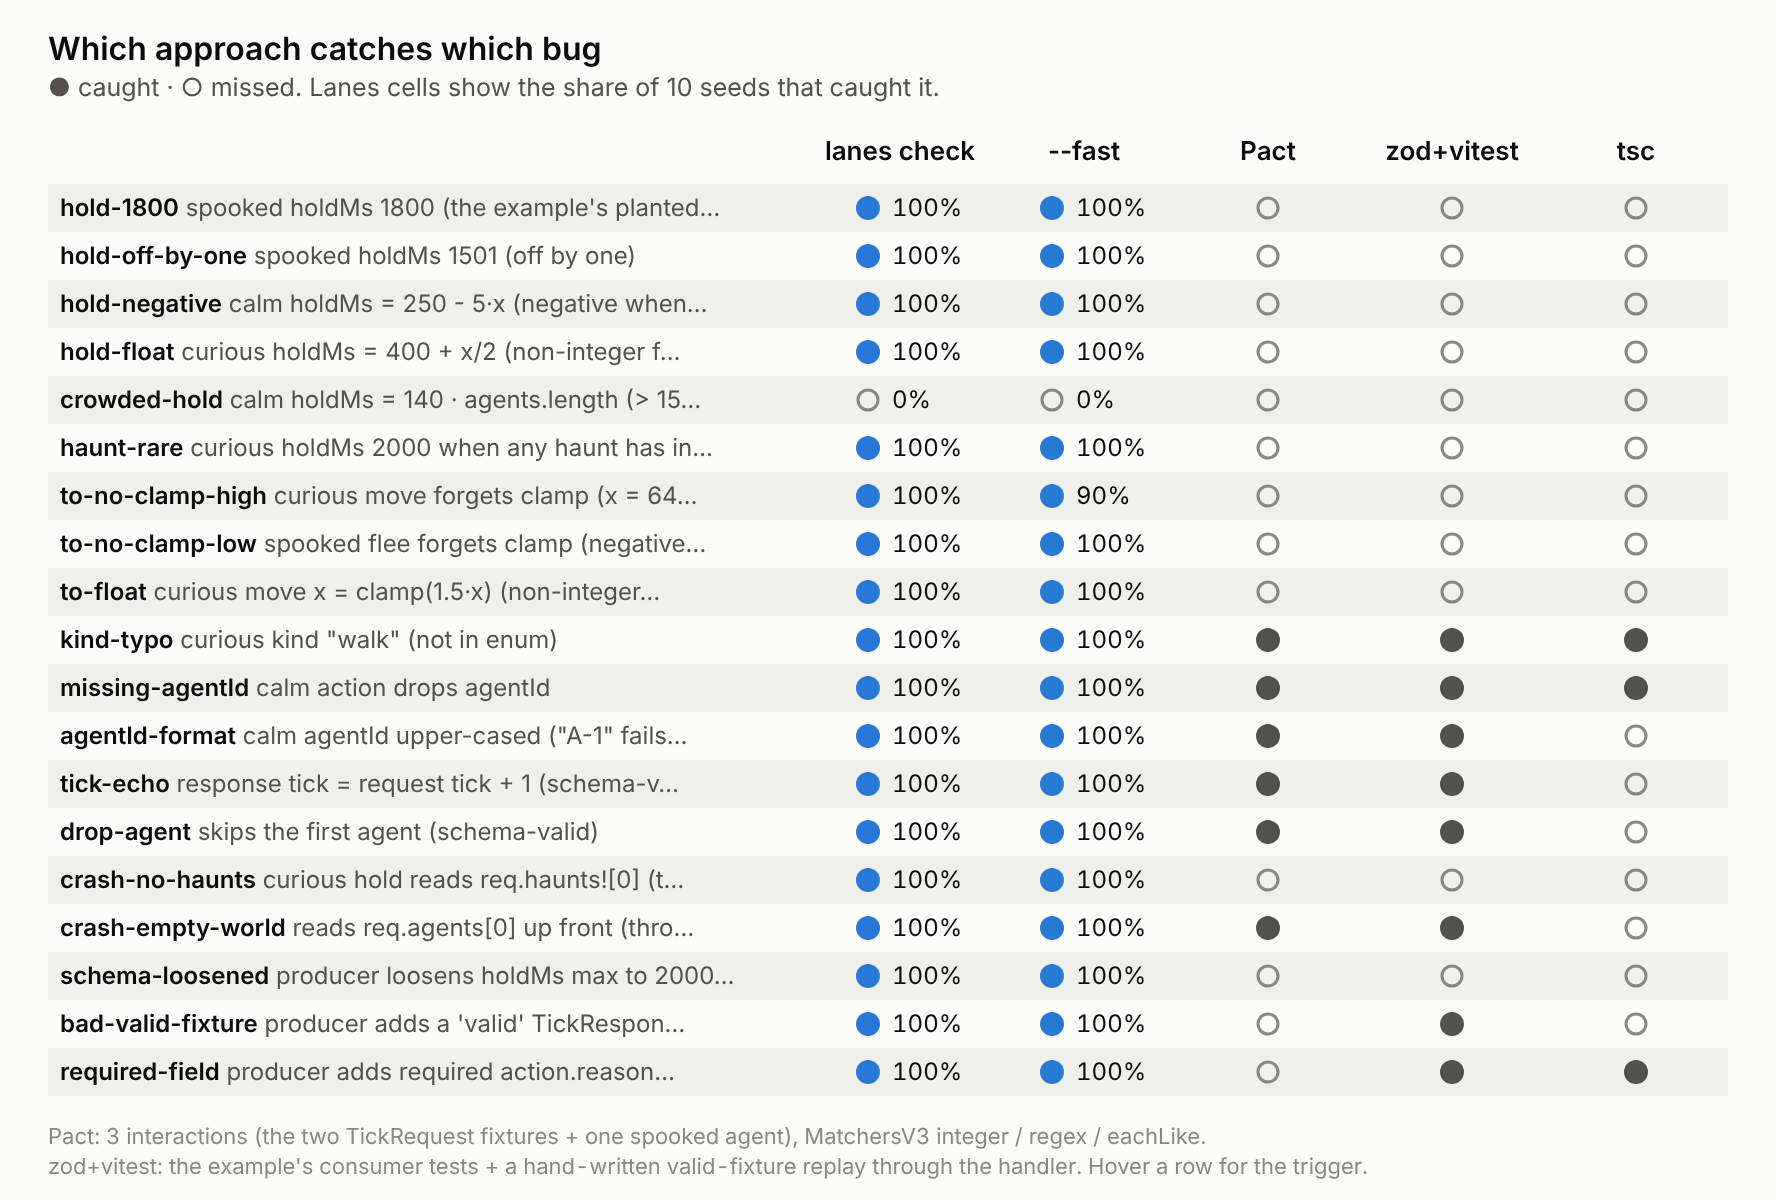 Which approach catches which bug
● caught · ○ missed. Lanes cells show the share of 10 seeds that caught it.
lanes check --fast Pact zod+vitest tsc
hold-1800 spooked holdMs 1800 (the example's planted... ● 100% ● 100% ○ ○ ○
hold-off-by-one spooked holdMs 1501 (off by one) ● 100% ● 100% ○ ○ ○
hold-negative calm holdMs = 250 - 5·x (negative when... ● 100% ● 100% ○ ○ ○
hold-float curious holdMs = 400 + x/2 (non-integer f... ● 100% ● 100% ○ ○ ○
crowded-hold calm holdMs = 140 · agents.length (> 15... ○ 0% ○ 0% ○ ○ ○
haunt-rare curious holdMs 2000 when any haunt has in... ● 100% ● 100% ○ ○ ○
to-no-clamp-high curious move forgets clamp (x = 64... ● 100% ● 90% ○ ○ ○
to-no-clamp-low spooked flee forgets clamp (negative... ● 100% ● 100% ○ ○ ○
to-float curious move x = clamp(1.5·x) (non-integer... ● 100% ● 100% ○ ○ ○
kind-typo curious kind "walk" (not in enum) ● 100% ● 100% ● ● ●
missing-agentId calm action drops agentId ● 100% ● 100% ● ● ●
agentId-format calm agentId upper-cased ("A-1" fails... ● 100% ● 100% ● ● ○
tick-echo response tick = request tick + 1 (schema-v... ● 100% ● 100% ● ● ○
drop-agent skips the first agent (schema-valid) ● 100% ● 100% ● ● ○
crash-no-haunts curious hold reads req.haunts![0] (t... ● 100% ● 100% ○ ○ ○
crash-empty-world reads req.agents[0] up front (thro... ● 100% ● 100% ● ● ○
schema-loosened producer loosens holdMs max to 2000... ● 100% ● 100% ○ ○ ○
bad-valid-fixture producer adds a 'valid' TickRespon... ● 100% ● 100% ○ ● ○
required-field producer adds required action.reason... ● 100% ● 100% ○ ● ●
Pact: 3 interactions (the two TickRequest fixtures + one spooked agent), MatchersV3 integer / regex / eachLike.
zod+vitest: the example's consumer tests + a hand-written valid-fixture replay through the handler. Hover a row for the trigger.